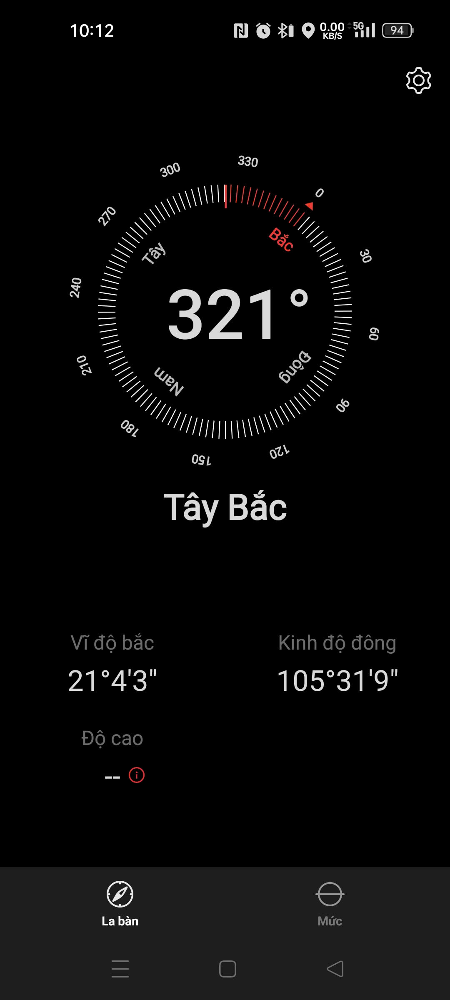 10:12
0.00 KB/S 5G 94
330
300
0
270
Bắc
Tây
30
321°
240
60
Đông
210
Nam
90
180
120
150
Tây Bắc
Vĩ độ bắc
Kinh độ đông
21°4'3"
105°31'9"
Độ cao
--
La bàn
Mức